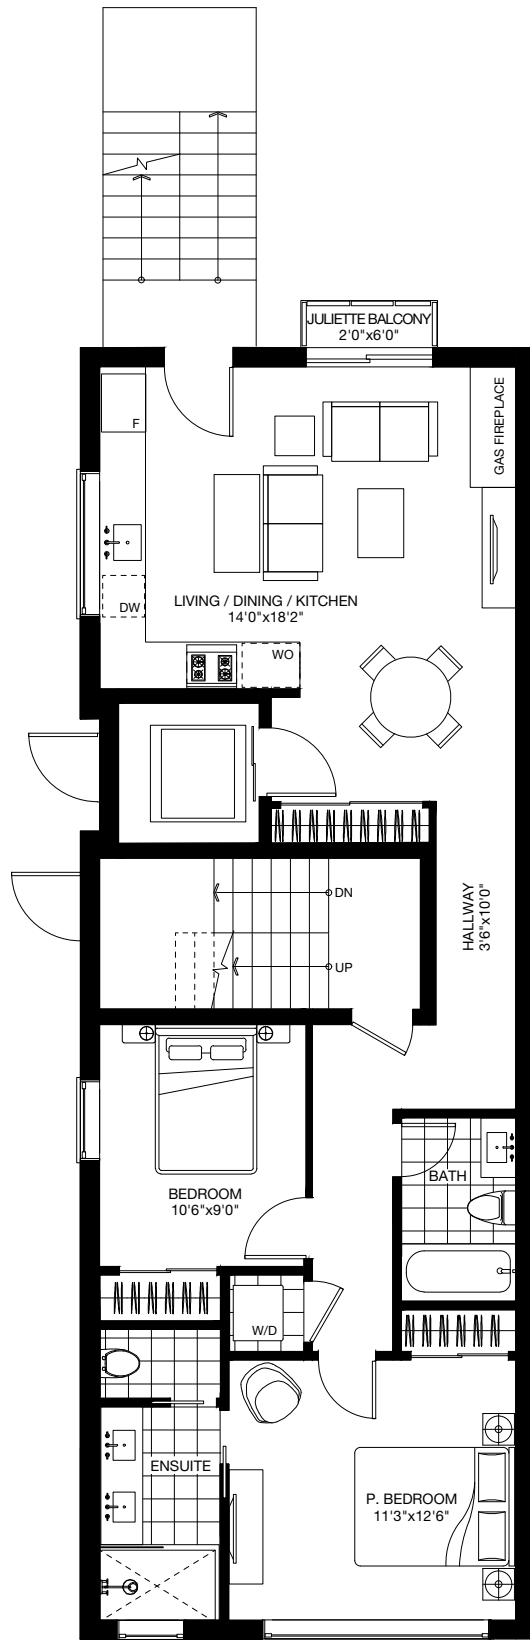 JULIETTE BALCONY
2'0"x6'0"
F
GAS FIREPLACE
DW
LIVING / DINING / KITCHEN
14'0"x18'2"
WO
DN
UP
HALLWAY
3'6"x10'0"
BATH
BEDROOM
10'6"x9'0"
W/D
ENSUITE
P. BEDROOM
11'3"x12'6"